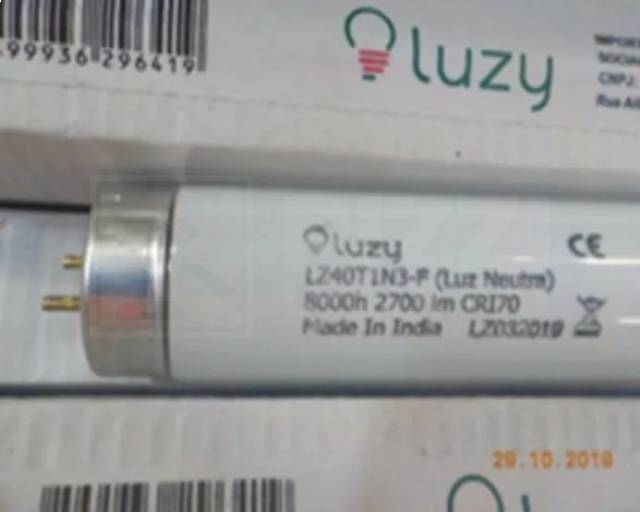 99936 296419
luzy
CNPJ:
luzy CE
LZ40T1N3-F (Luz Neutra)
8000h 2700 lm CRI70
Made In India LZ032019
29.10.2019